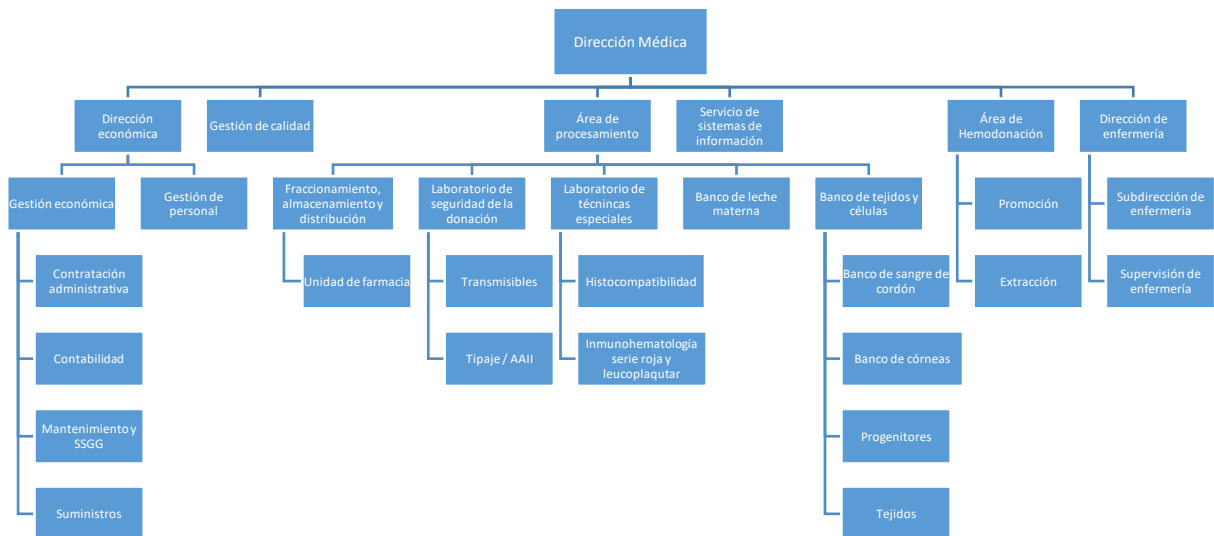 Dirección Médica
Dirección
económica
Gestión de calidad
Área de
procesamiento
Servicio de
sistemas de
información
Área de
Hemodonación
Dirección de
enfermería
Gestión económica
Gestión de
personal
Fraccionamiento,
almacenamiento y
distribución
Laboratorio de
seguridad de la
donación
Laboratorio de
técnincas especiales
Banco de leche
materna
Banco de tejidos y
células
Promoción
Subdirección de
enfermeria
Contratación
administrativa
Unidad de farmacia
Transmisibles
Histocompatibilidad
Banco de sangre de
cordón
Extracción
Supervisión de
enfermería
Contabilidad
Tipaje / AAII
Inmunohematología
serie roja y
leucoplaqutar
Banco de córneas
Mantenimiento y
SSGG
Progenitores
Suministros
Tejidos